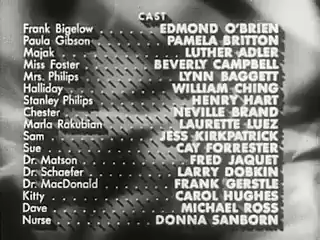 CAST
Frank Bigelow . . . . . EDMOND O'BRIEN
Paula Gibson . . . . . PAMELA BRITTON
Majak . . . . . LUTHER ADLER
Miss Foster . . . . . BEVERLY CAMPBELL
Mrs. Philips . . . . . LYNN BAGGETT
Halliday . . . . . WILLIAM CHING
Stanley Philips . . . . . HENRY HART
Chester . . . . . NEVILLE BRAND
Marla Rakubian . . . . . LAURETTE LUEZ
Sam . . . . . JESS KIRKPATRICK
Sue . . . . . CAY FORRESTER
Dr. Matson . . . . . FRED JAQUET
Dr. Schaefer . . . . . LARRY DOBKIN
Dr. MacDonald . . . . . FRANK GERSTLE
Kitty . . . . . CAROL HUGHES
Dave . . . . . MICHAEL ROSS
Nurse . . . . . DONNA SANBORN